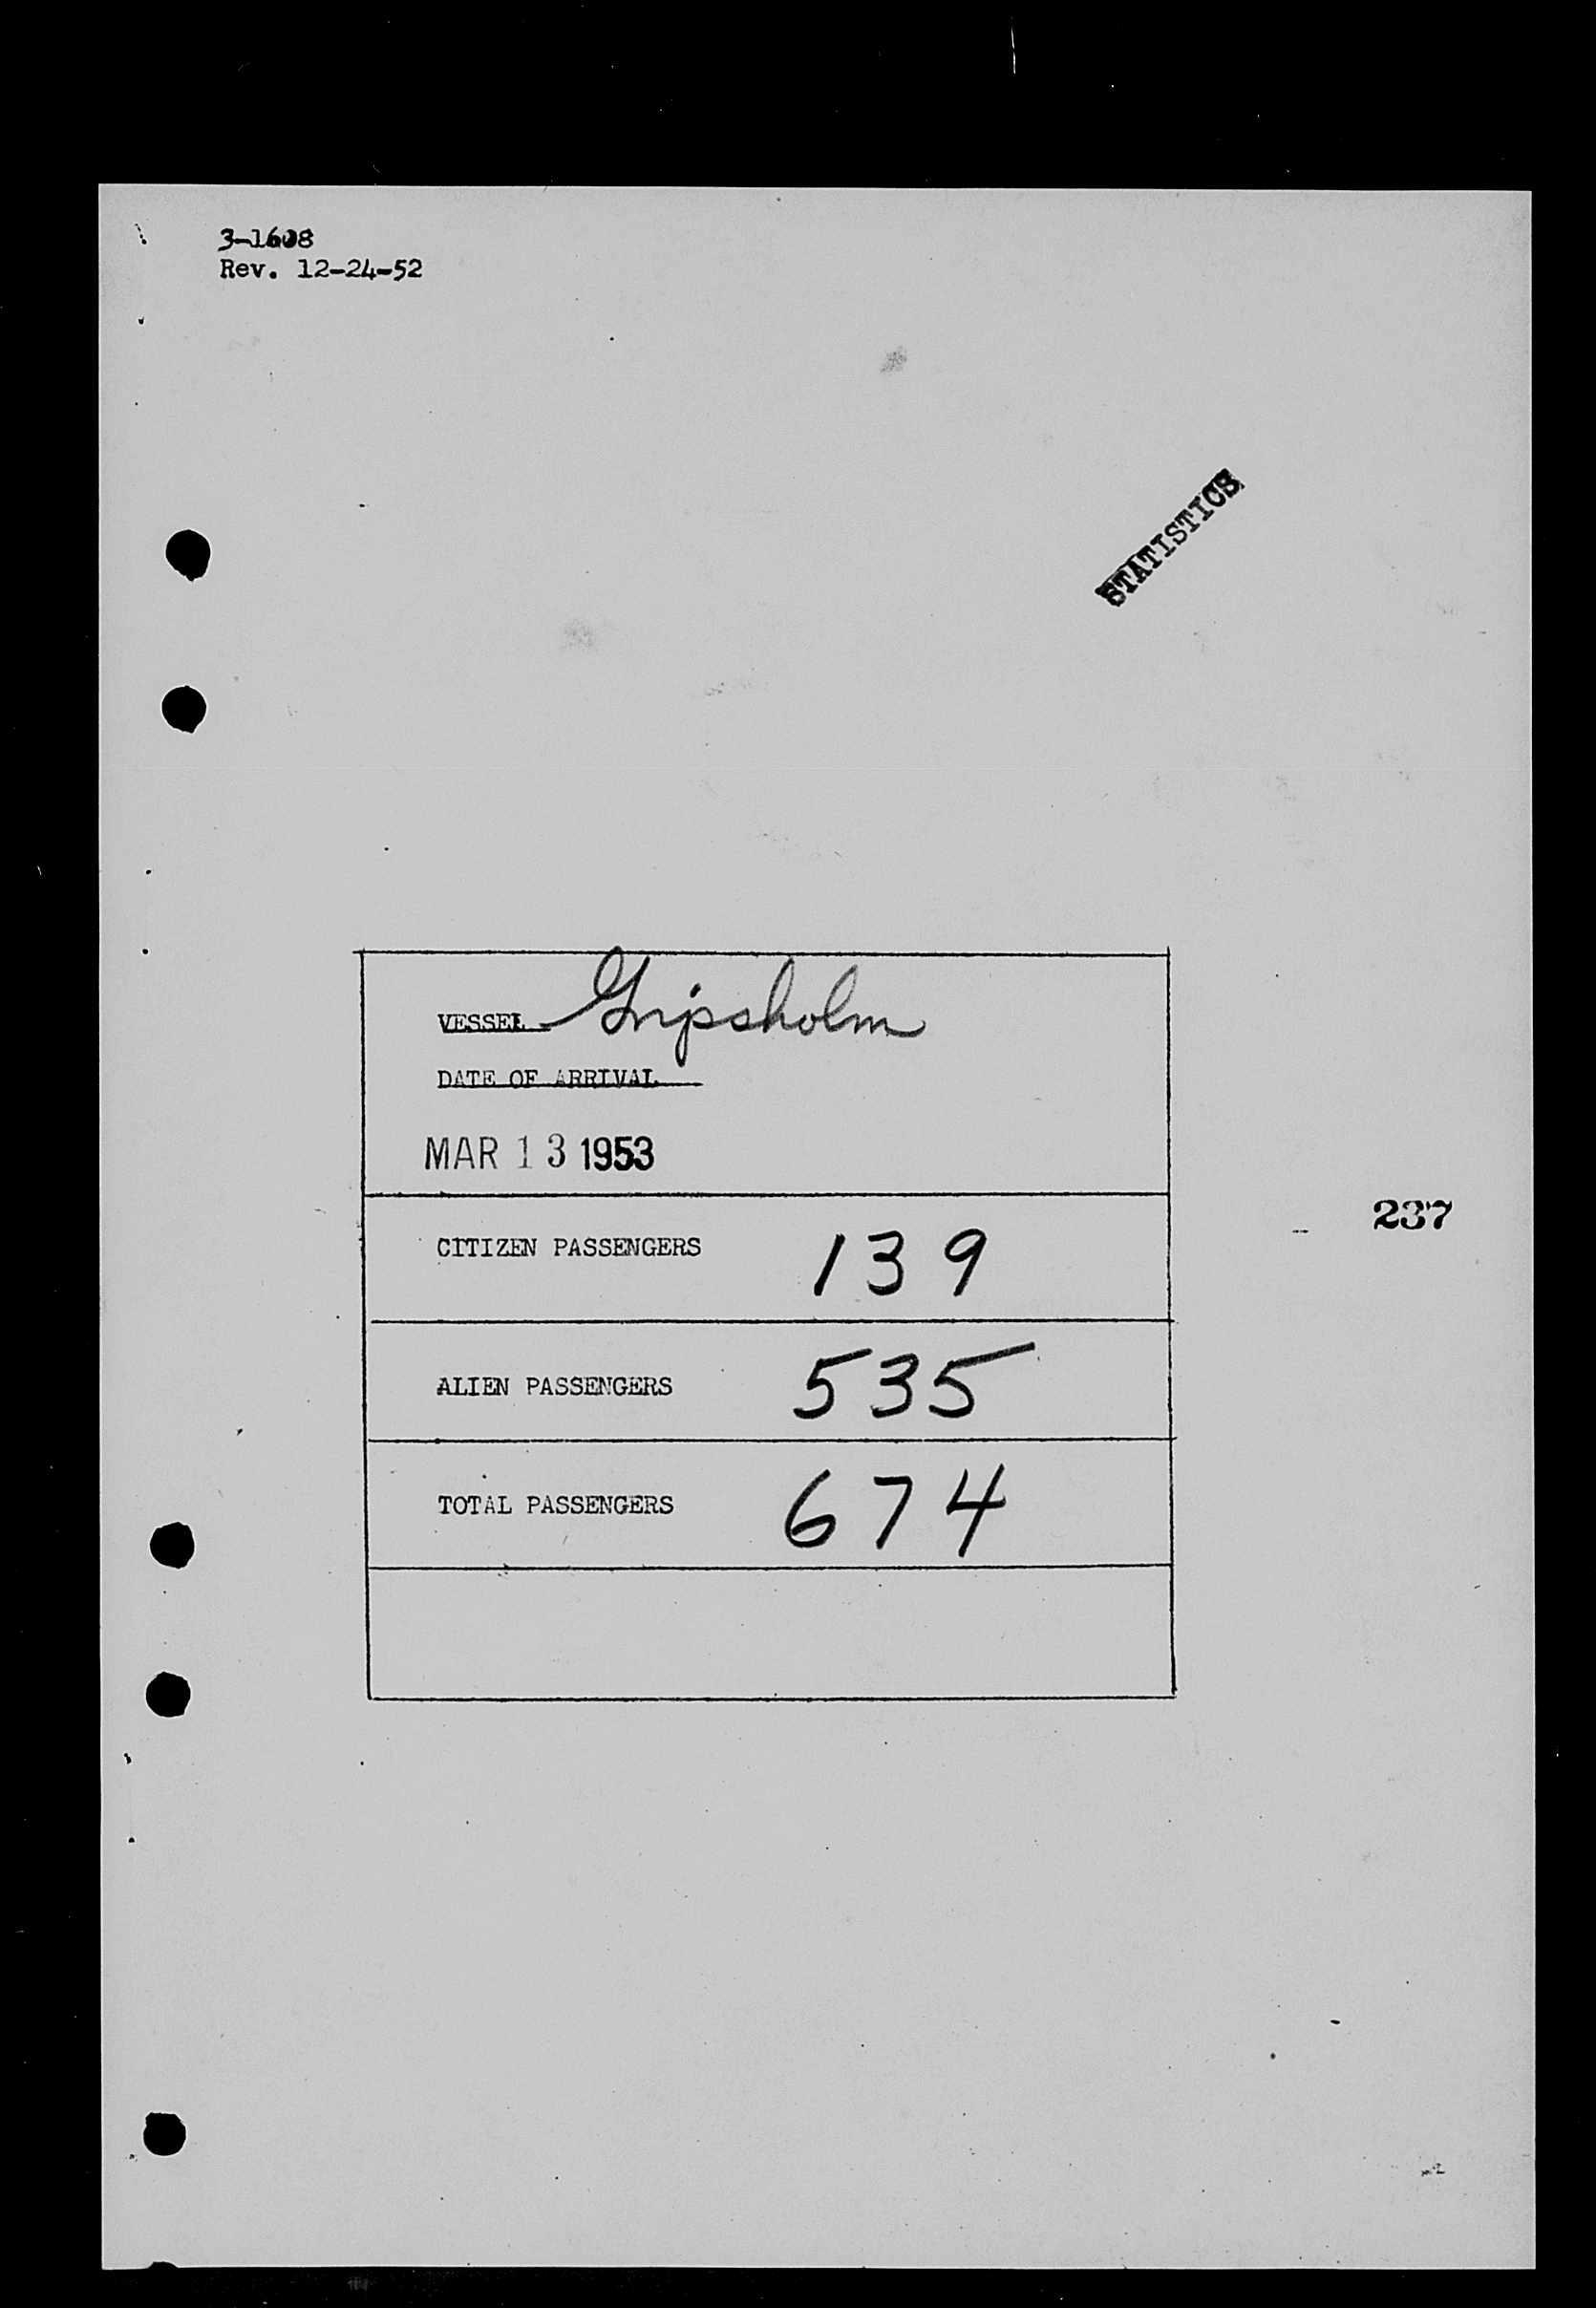 3-1608
Rev. 12-24-52
STATISTICS
VESSEL Gripsholm
DATE OF ARRIVAL
MAR 13 1953
237
CITIZEN PASSENGERS 139
ALIEN PASSENGERS 535
TOTAL PASSENGERS 674